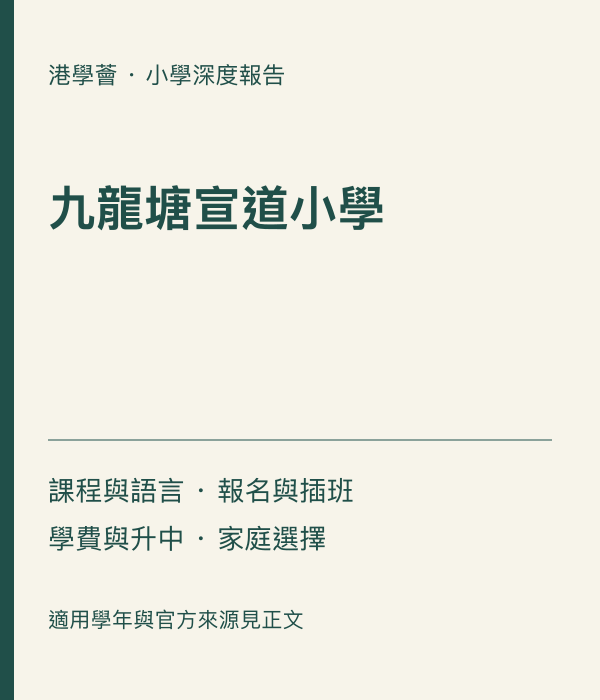 港學薈 · 小學深度報告
九龍塘宣道小學
課程與語言 · 報名與插班
學費與升中 · 家庭選擇
適用學年與官方來源見正文